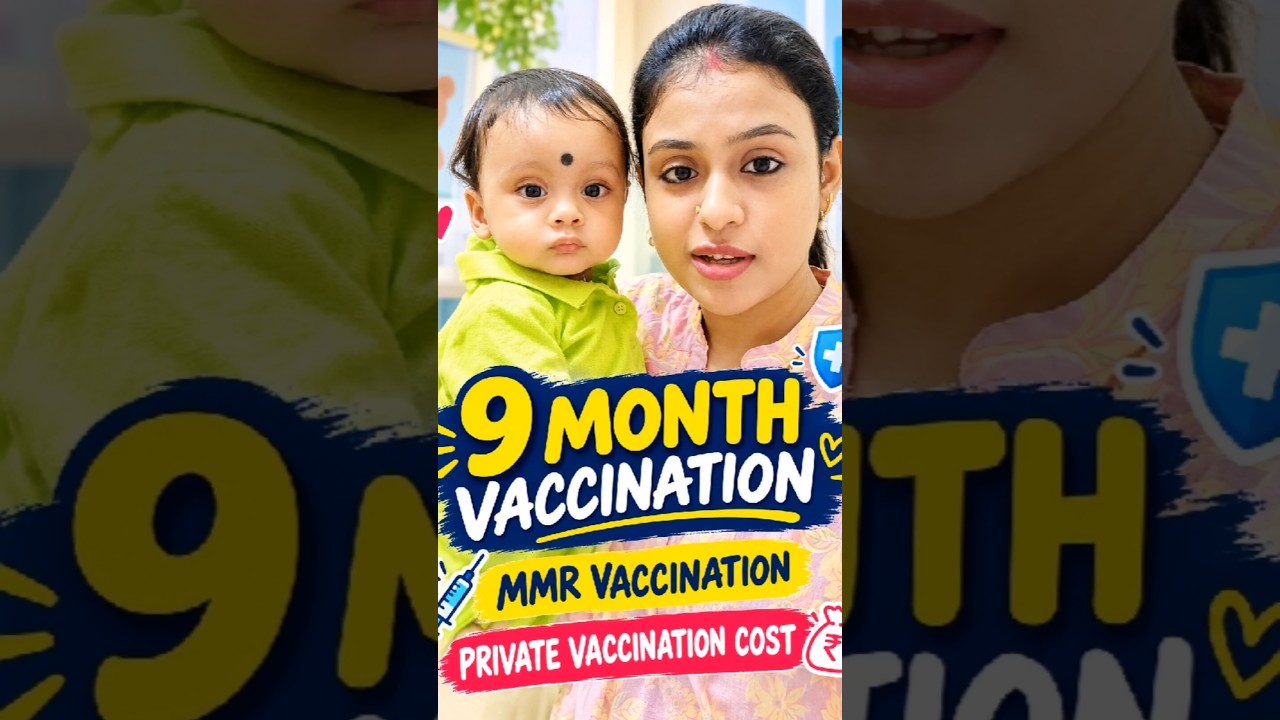 9 MONTH
VACCINATION
MMR VACCINATION
PRIVATE VACCINATION COST
₹